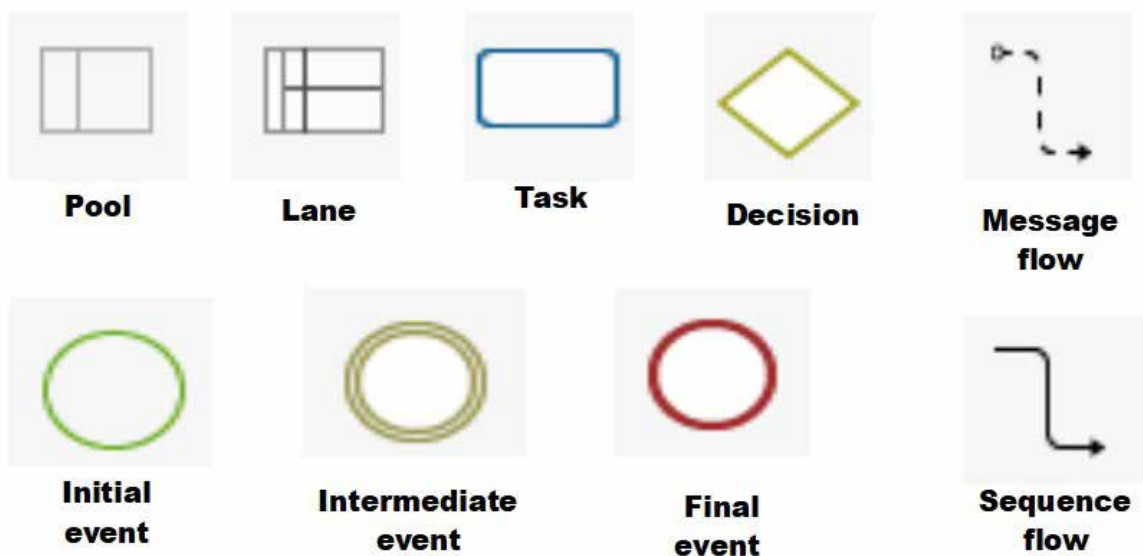 Pool
Lane
Task
Decision
Message
flow
Initial
event
Intermediate
event
Final
event
Sequence
flow